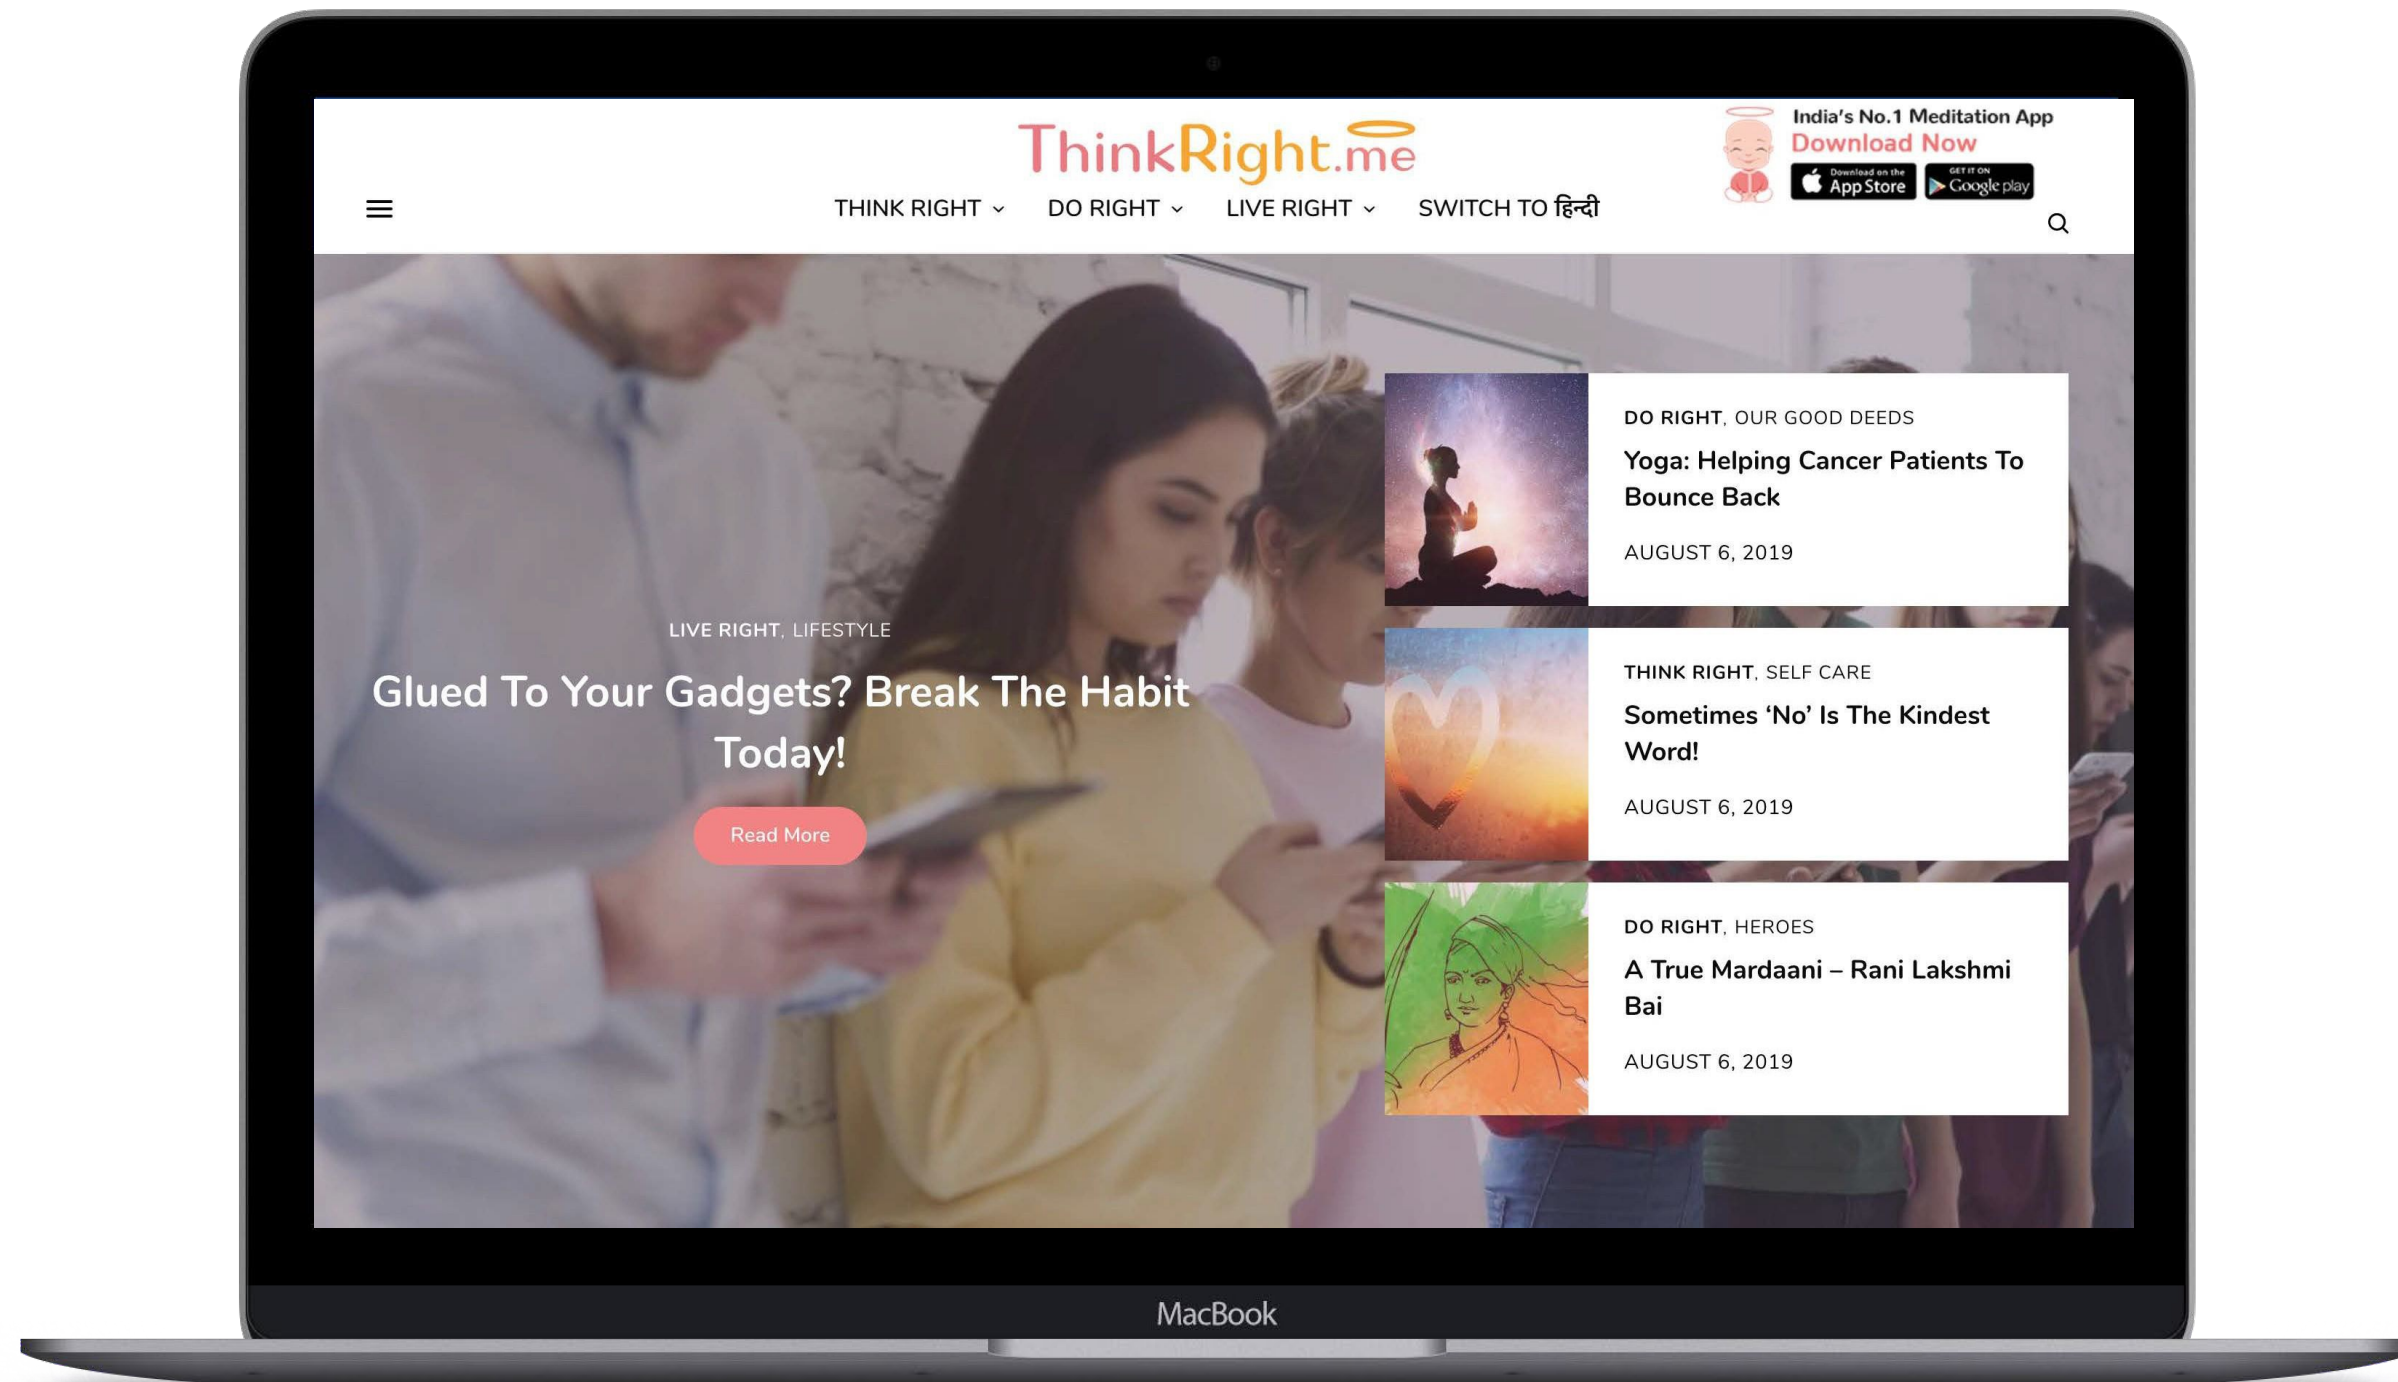 ThinkRight.me
India's No.1 Meditation App
Download Now
Download on the
App Store
GET IT ON
Google play
THINK RIGHT
DO RIGHT
LIVE RIGHT
SWITCH TO हिन्दी
LIVE RIGHT, LIFESTYLE
Glued To Your Gadgets? Break The Habit
Today!
Read More
DO RIGHT, OUR GOOD DEEDS
Yoga: Helping Cancer Patients To
Bounce Back
AUGUST 6, 2019
THINK RIGHT, SELF CARE
Sometimes ‘No’ Is The Kindest
Word!
AUGUST 6, 2019
DO RIGHT, HEROES
A True Mardaani – Rani Lakshmi
Bai
AUGUST 6, 2019
MacBook